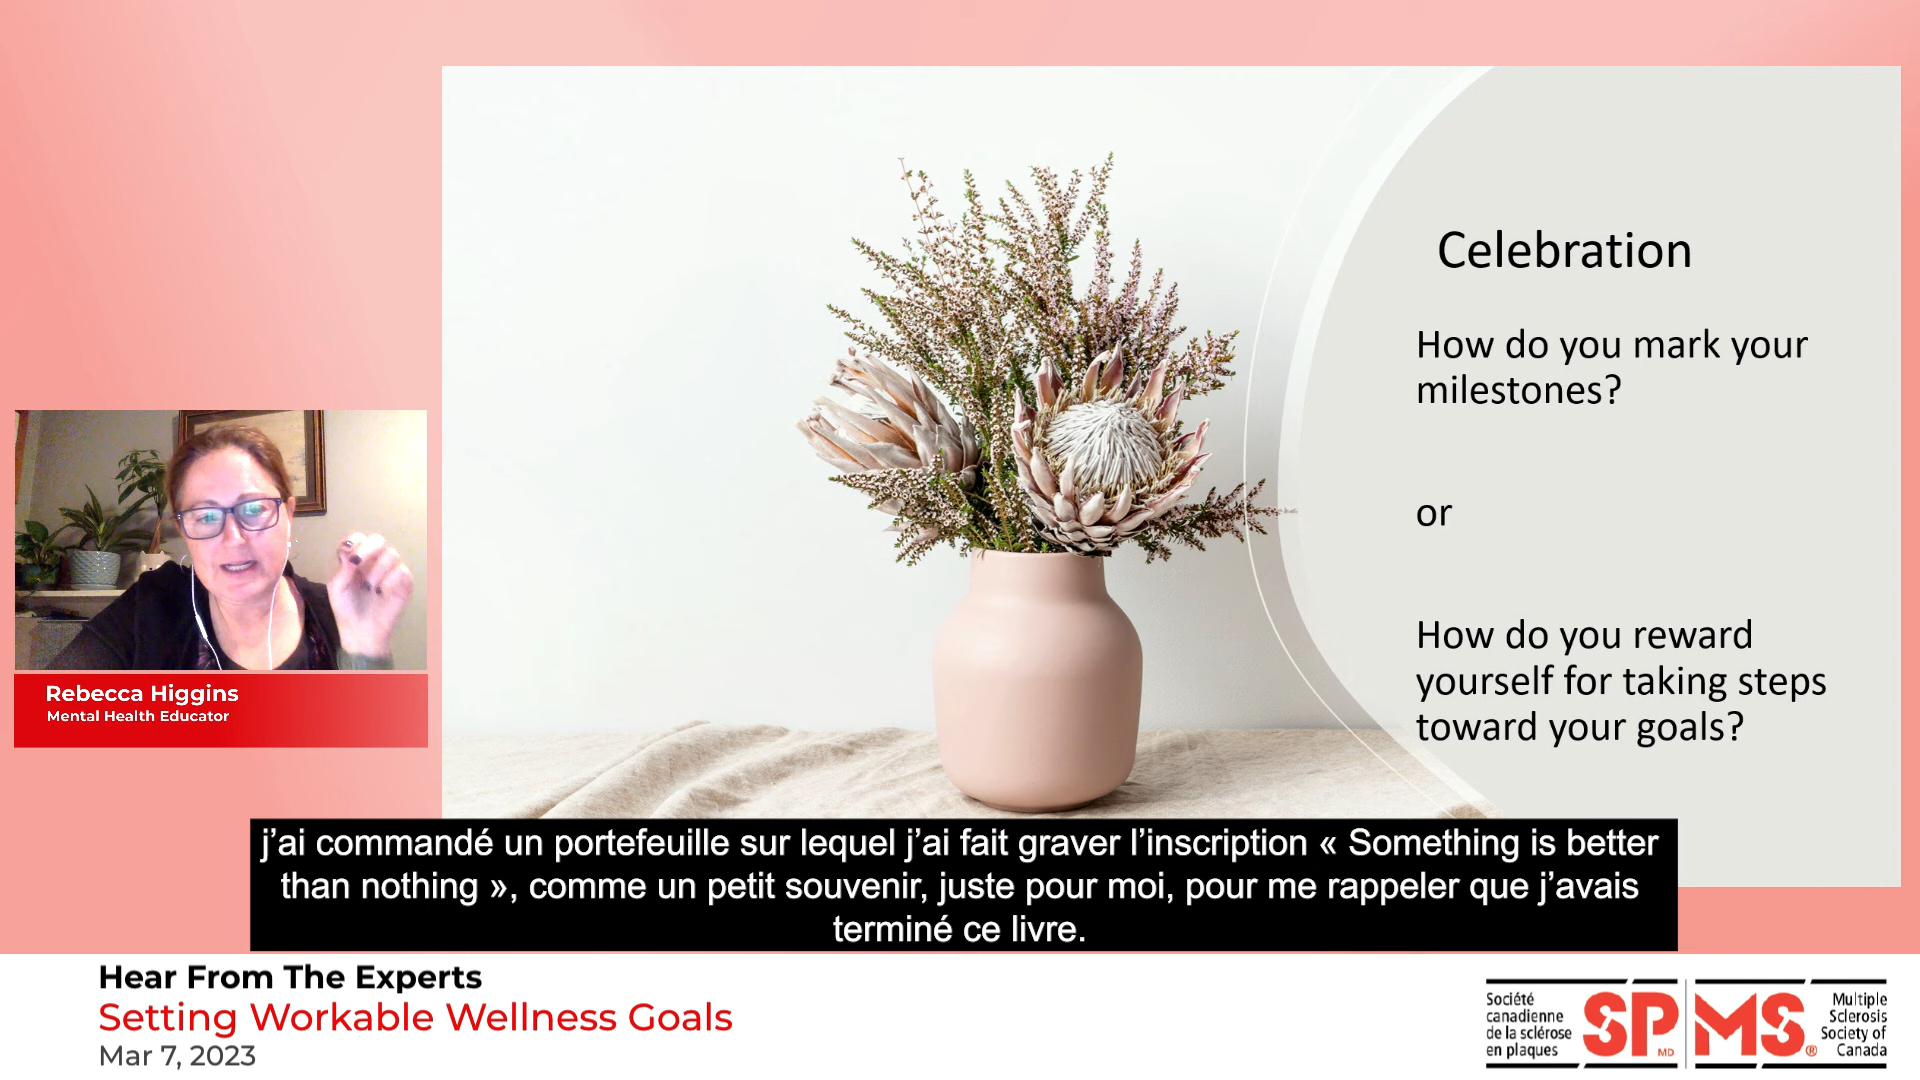 Celebration
How do you mark your
milestones?
or
How do you reward
yourself for taking steps
toward your goals?
Rebecca Higgins
Mental Health Educator
j’ai commandé un portefeuille sur lequel j’ai fait graver l’inscription « Something is better
than nothing », comme un petit souvenir, juste pour moi, pour me rappeler que j’avais
terminé ce livre.
Hear From The Experts
Setting Workable Wellness Goals
Mar 7, 2023
Société
canadienne
de la sclérose
en plaques
SP MD
MS ®
Multiple
Sclerosis
Society of
Canada